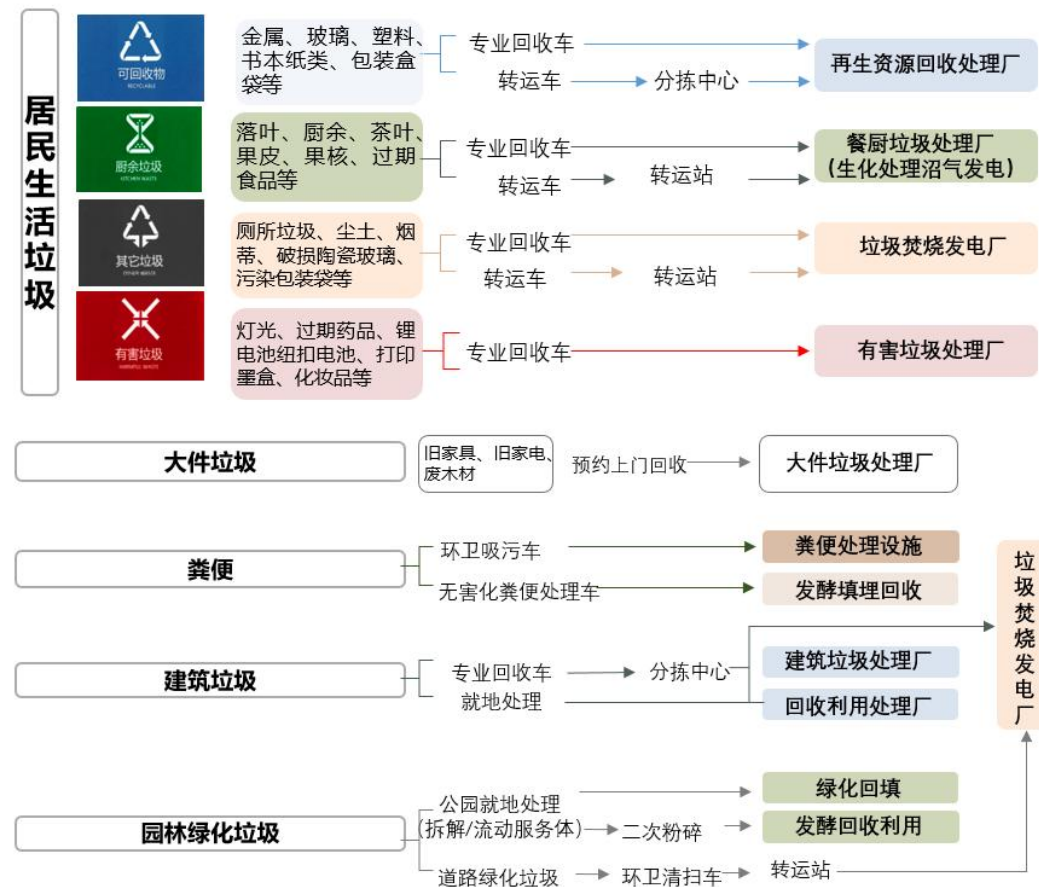 居民生活垃圾
可回收物
RECYCLABLE
金属、玻璃、塑料、
书本纸类、包装盒
袋等
专业回收车
转运车
分拣中心
再生资源回收处理厂
厨余垃圾
KITCHEN WASTE
落叶、厨余、茶叶、
果皮、果核、过期
食品等
专业回收车
转运车
转运站
餐厨垃圾处理厂
(生化处理沼气发电)
其它垃圾
OTHER WASTE
厕所垃圾、尘土、烟
蒂、破损陶瓷玻璃、
污染包装袋等
专业回收车
转运车
转运站
垃圾焚烧发电厂
有害垃圾
HARMFUL WASTE
灯光、过期药品、锂
电池纽扣电池、打印
墨盒、化妆品等
专业回收车
有害垃圾处理厂
大件垃圾
旧家具、旧家电、
废木材
预约上门回收
大件垃圾处理厂
粪便
环卫吸污车
粪便处理设施
无害化粪便处理车
发酵填埋回收
建筑垃圾
专业回收车
分拣中心
就地处理
建筑垃圾处理厂
回收利用处理厂
垃圾焚烧发电厂
园林绿化垃圾
公园就地处理
(拆解/流动服务体)
二次粉碎
绿化回填
发酵回收利用
道路绿化垃圾
环卫清扫车
转运站